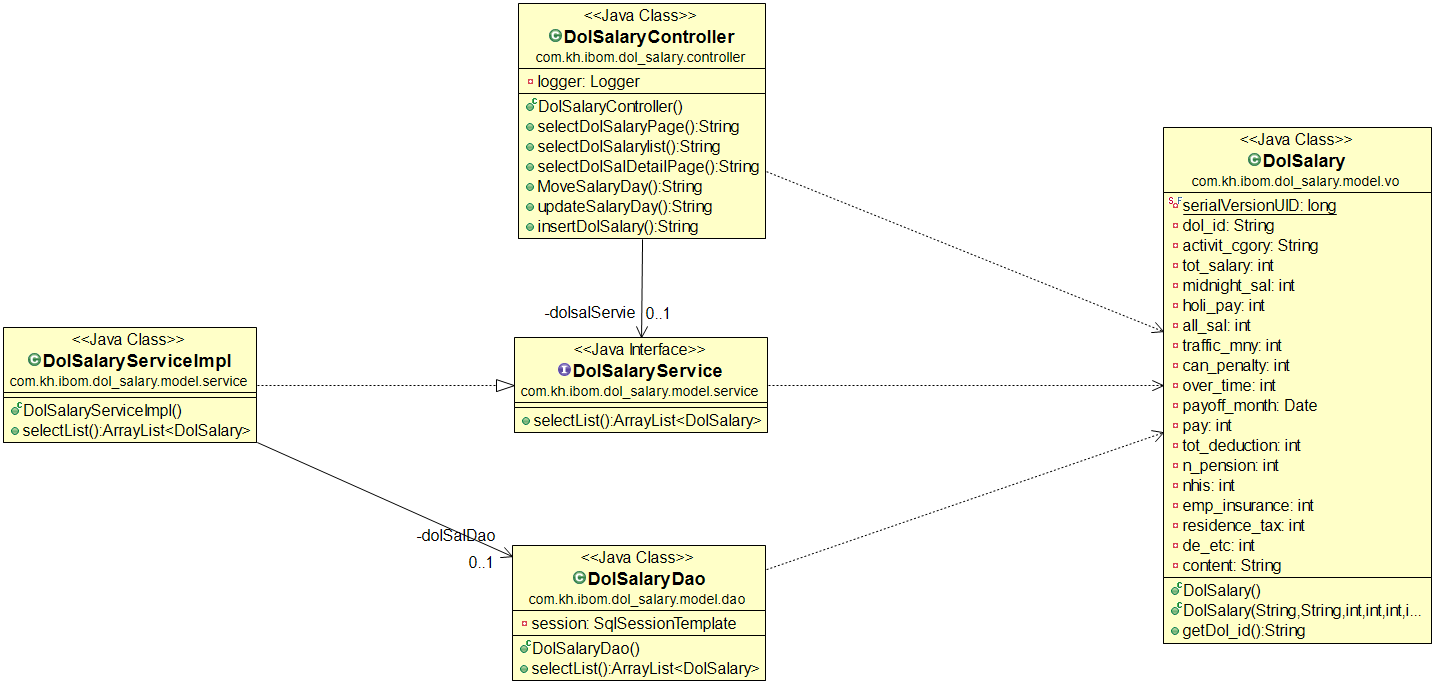 <<Java Class>>
DolSalaryController
com.kh.ibom.dol_salary.controller
logger: Logger
DolSalaryController()
selectDolSalaryPage():String
selectDolSalarylist():String
selectDolSalDetailPage():String
MoveSalaryDay():String
updateSalaryDay():String
insertDolSalary():String
-dolsalServie
0..1
<<Java Class>>
DolSalaryServiceImpl
com.kh.ibom.dol_salary.model.service
DolSalaryServiceImpl()
selectList():ArrayList<DolSalary>
<<Java Interface>>
DolSalaryService
com.kh.ibom.dol_salary.model.service
selectList():ArrayList<DolSalary>
-dolSalDao
0..1
<<Java Class>>
DolSalaryDao
com.kh.ibom.dol_salary.model.dao
session: SqlSessionTemplate
DolSalaryDao()
selectList():ArrayList<DolSalary>
<<Java Class>>
DolSalary
com.kh.ibom.dol_salary.model.vo
serialVersionUID: long
dol_id: String
activit_cgory: String
tot_salary: int
midnight_sal: int
holi_pay: int
all_sal: int
traffic_mny: int
can_penalty: int
over_time: int
payoff_month: Date
pay: int
tot_deduction: int
n_pension: int
nhis: int
emp_insurance: int
residence_tax: int
de_etc: int
content: String
DolSalary()
DolSalary(String,String,int,int,int,i...
getDol_id():String